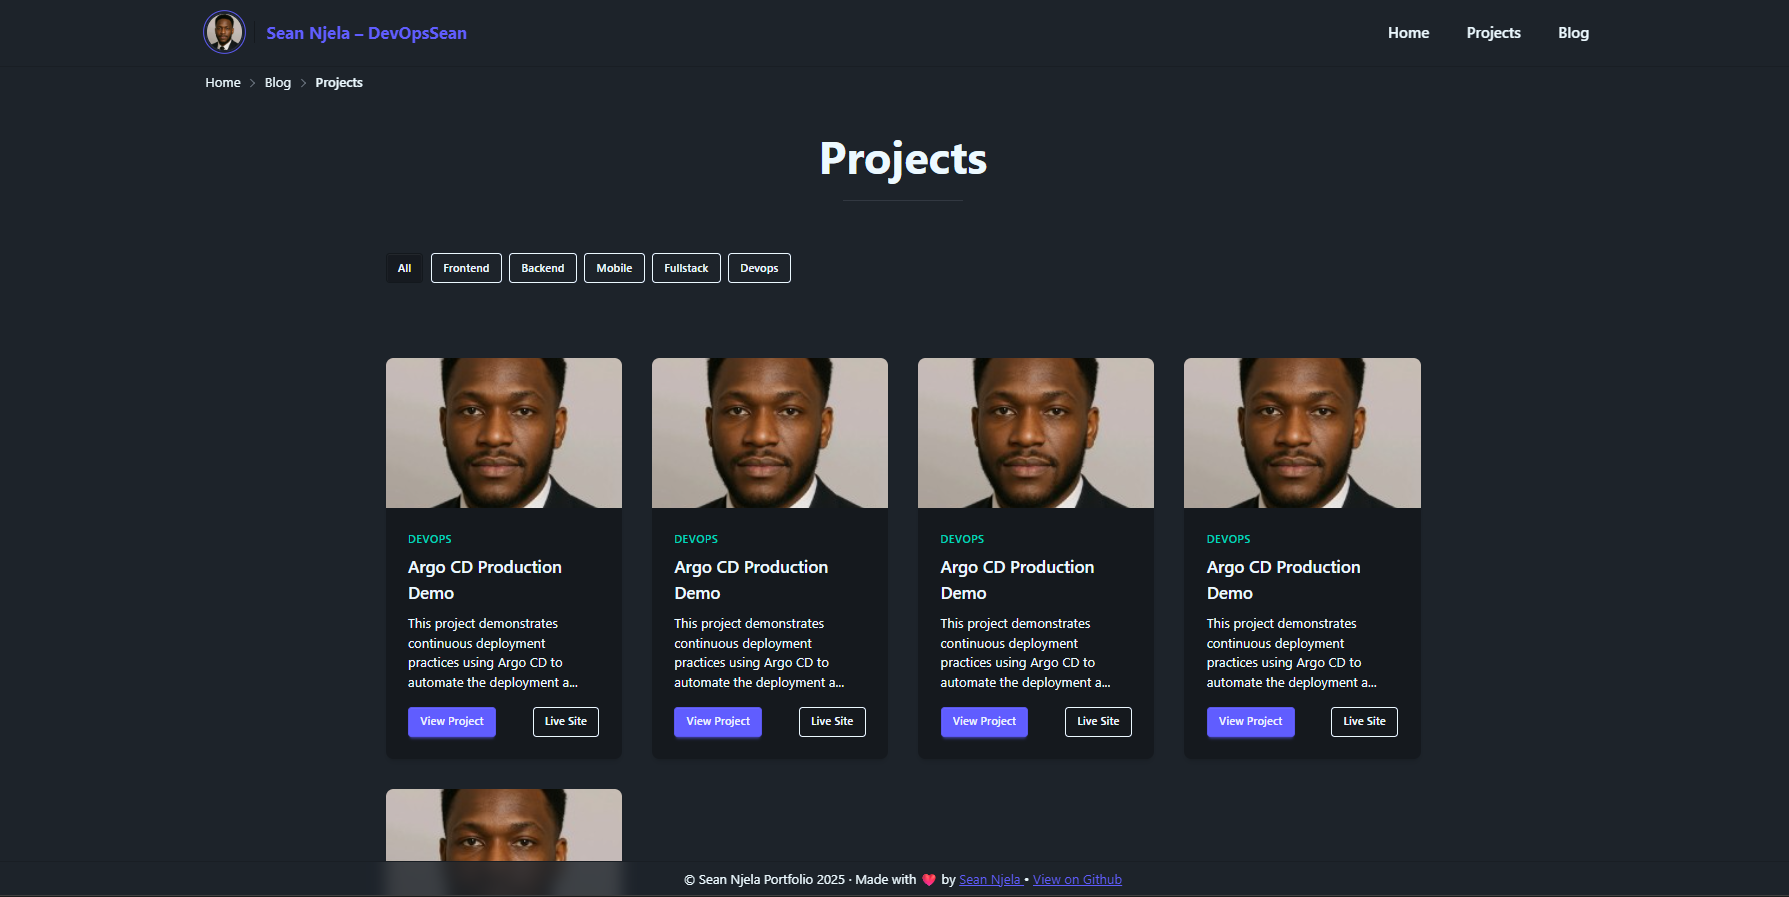 Sean Njela – DevOpsSean
Home
Projects
Blog
Home > Blog > Projects
Projects
All
Frontend
Backend
Mobile
Fullstack
Devops
DEVOPS
Argo CD Production
Demo
This project demonstrates
continuous deployment
practices using Argo CD to
automate the deployment a...
View Project
Live Site
DEVOPS
Argo CD Production
Demo
This project demonstrates
continuous deployment
practices using Argo CD to
automate the deployment a...
View Project
Live Site
DEVOPS
Argo CD Production
Demo
This project demonstrates
continuous deployment
practices using Argo CD to
automate the deployment a...
View Project
Live Site
DEVOPS
Argo CD Production
Demo
This project demonstrates
continuous deployment
practices using Argo CD to
automate the deployment a...
View Project
Live Site
© Sean Njela Portfolio 2025 · Made with ❤️ by Sean Njela • View on Github